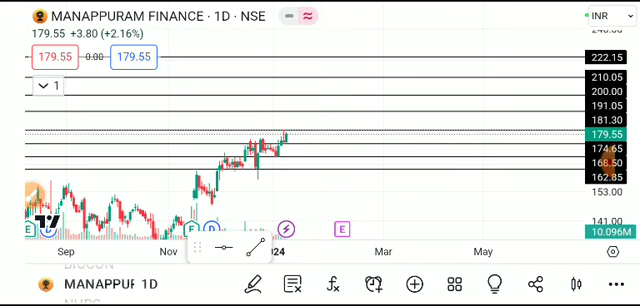 MANAPPURAM FINANCE · 1D · NSE
INR
179.55 +3.80 (+2.16%)
179.55 0.00 179.55
1
222.15
210.05
200.00
191.05
181.30
179.55
174.65
168.50
162.85
153.00
141.00
10.096M
E D E D E
Sep Nov 2024 Mar May
MANAPPUR 1D